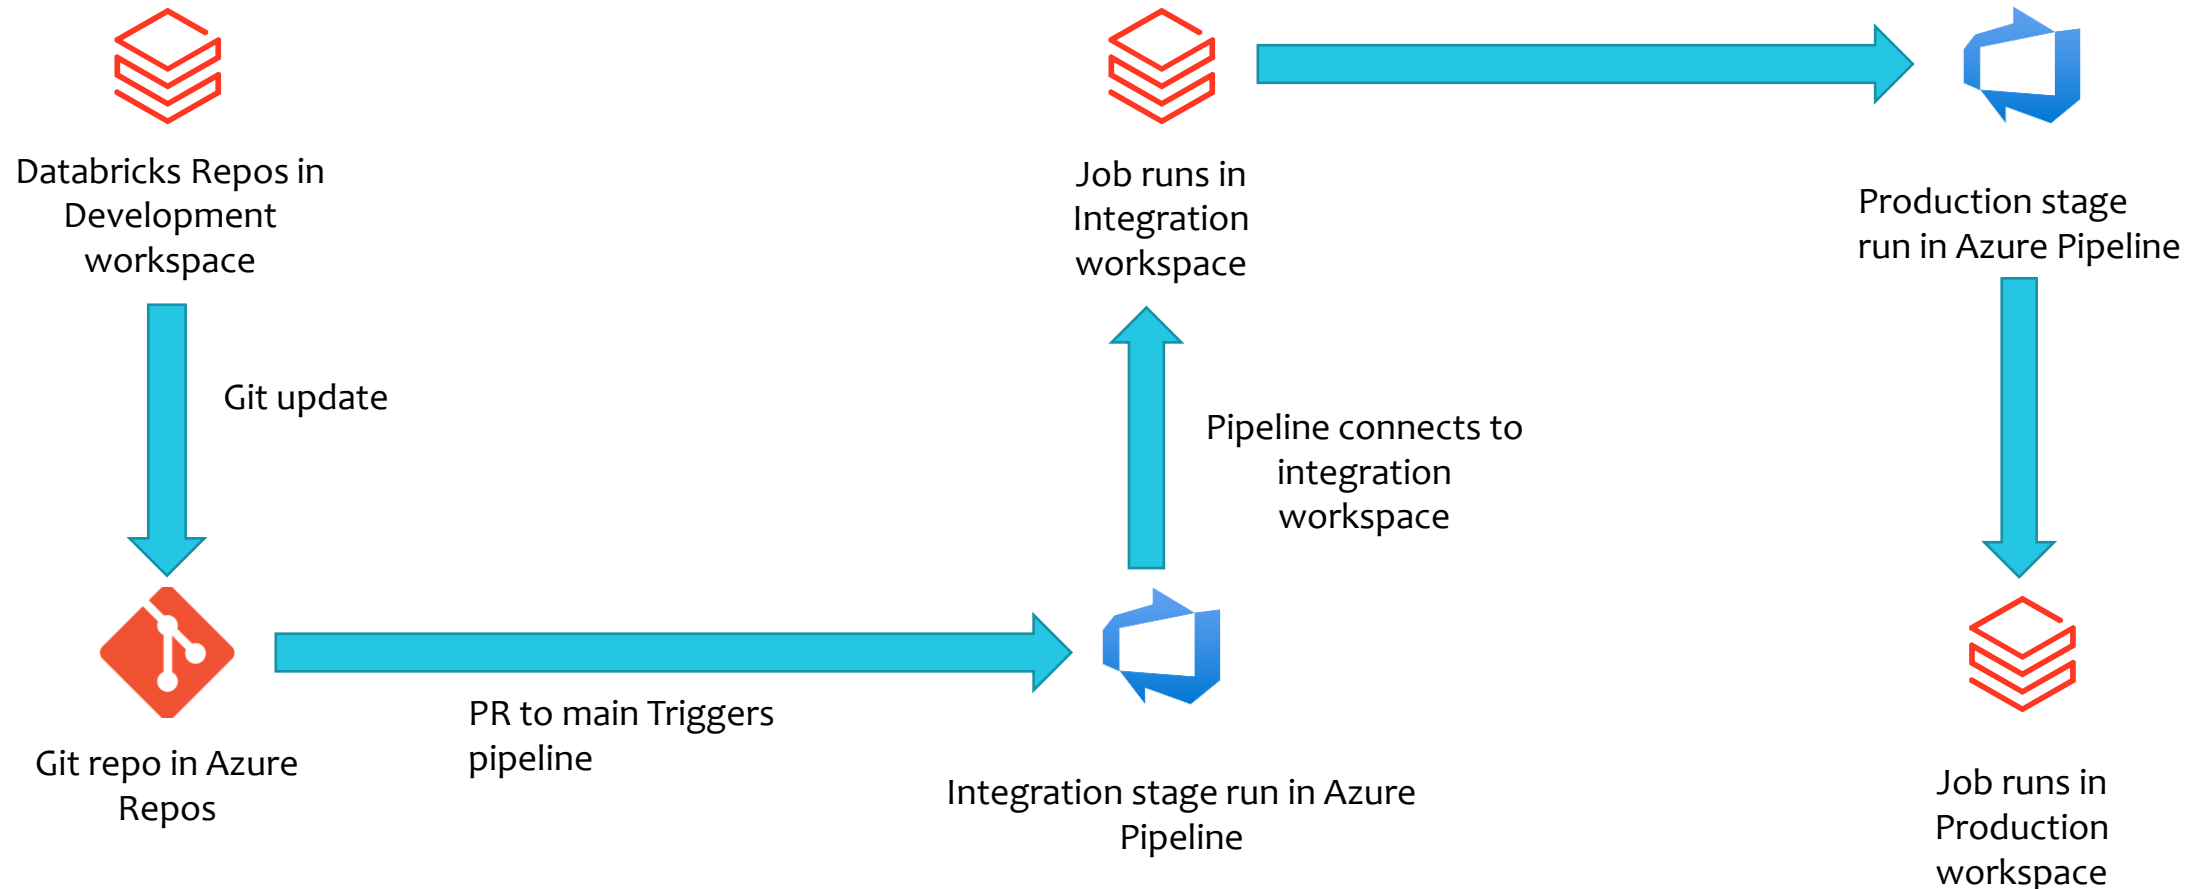 Databricks Repos in
Development
workspace
Git update
Git repo in Azure
Repos
PR to main Triggers
pipeline
Integration stage run in Azure
Pipeline
Pipeline connects to
integration
workspace
Job runs in
Integration
workspace
Production stage
run in Azure Pipeline
Job runs in
Production
workspace